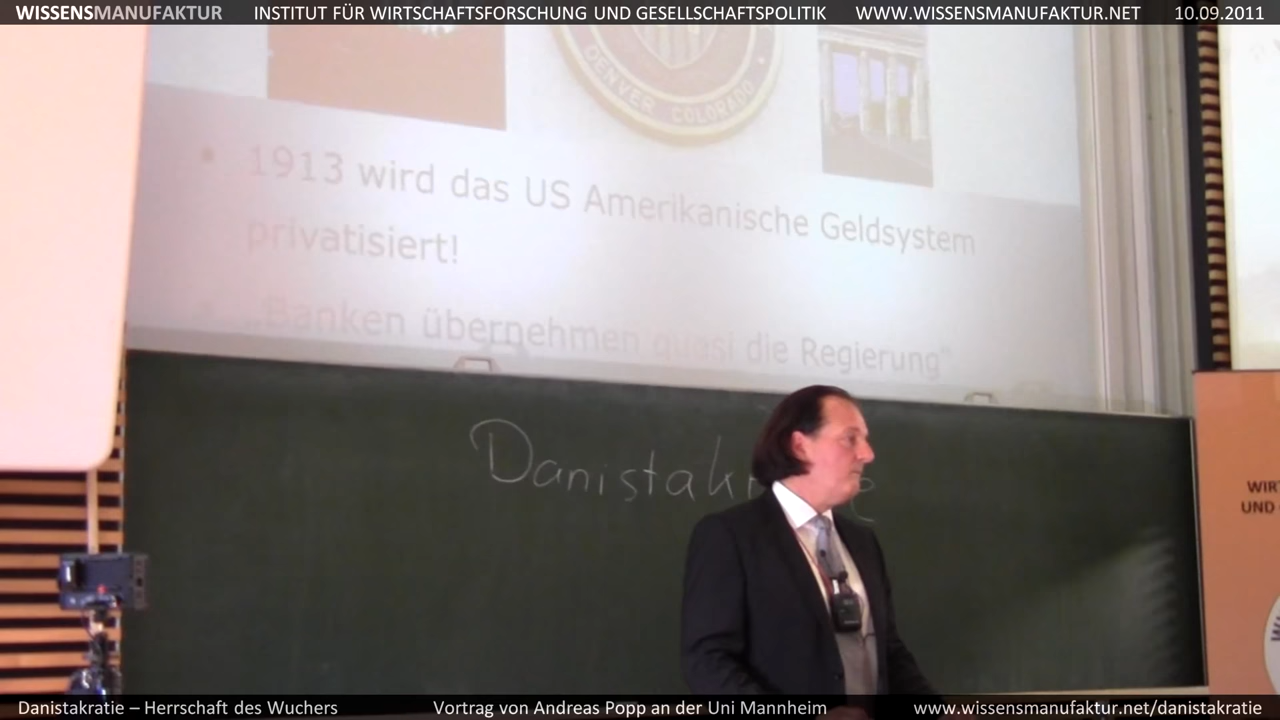 WISSENSMANUFAKTUR INSTITUT FÜR WIRTSCHAFTSFORSCHUNG UND GESELLSCHAFTSPOLITIK WWW.WISSENSMANUFAKTUR.NET 10.09.2011
DENVER COLORADO
• 1913 wird das US Amerikanische Geldsystem
privatisiert!
• „Banken übernehmen quasi die Regierung"
Danistak
UND
Danistakratie – Herrschaft des Wuchers Vortrag von Andreas Popp an der Uni Mannheim www.wissensmanufaktur.net/danistakratie